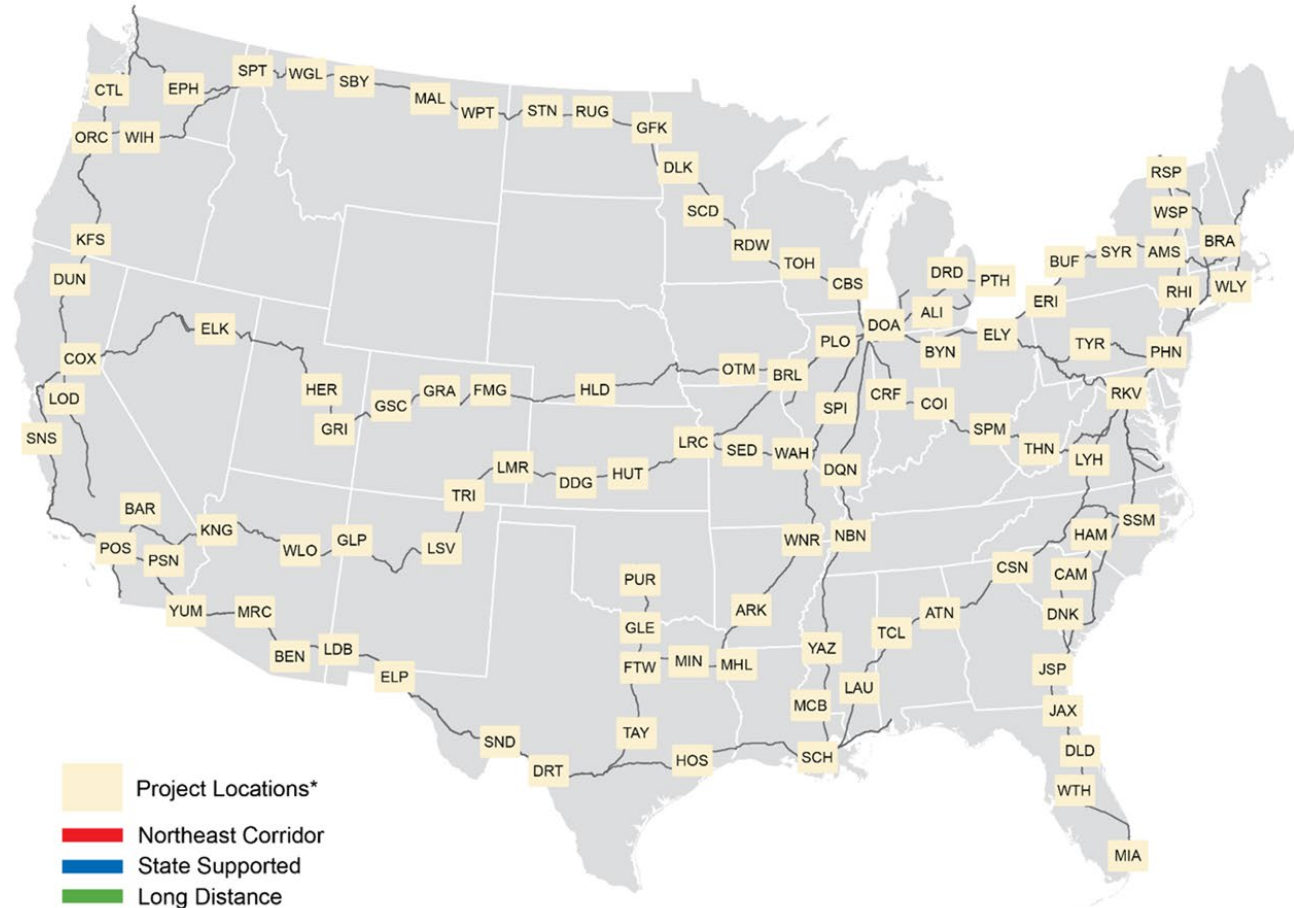 SPT WGL SBY
CTL EPH MAL
WPT STN RUG
ORC WIH GFK
DLK RSP
SCD WSP
KFS RDW BRA
TOH BUF SYR AMS
DUN CBS DRD PTH
ERI RHI WLY
ELK DOA ALI
COX PLO BYN ELY TYR PHN
HER GSC GRA FMG HLD OTM BRL
LOD CRF COI RKV
GRI SPI
SNS LRC SED WAH SPM
THN LYH
LMR DDG HUT DQN
TRI
BAR KNG SSM
POS PSN WLO GLP LSV WNR NBN HAM
CSN CAM
PUR
YUM MRC ARK ATN DNK
GLE TCL
BEN LDB FTW MIN MHL YAZ
ELP JSP
LAU
MCB JAX
SND TAY DLD
DRT HOS SCH
WTH
Project Locations*
Northeast Corridor
State Supported
Long Distance
MIA